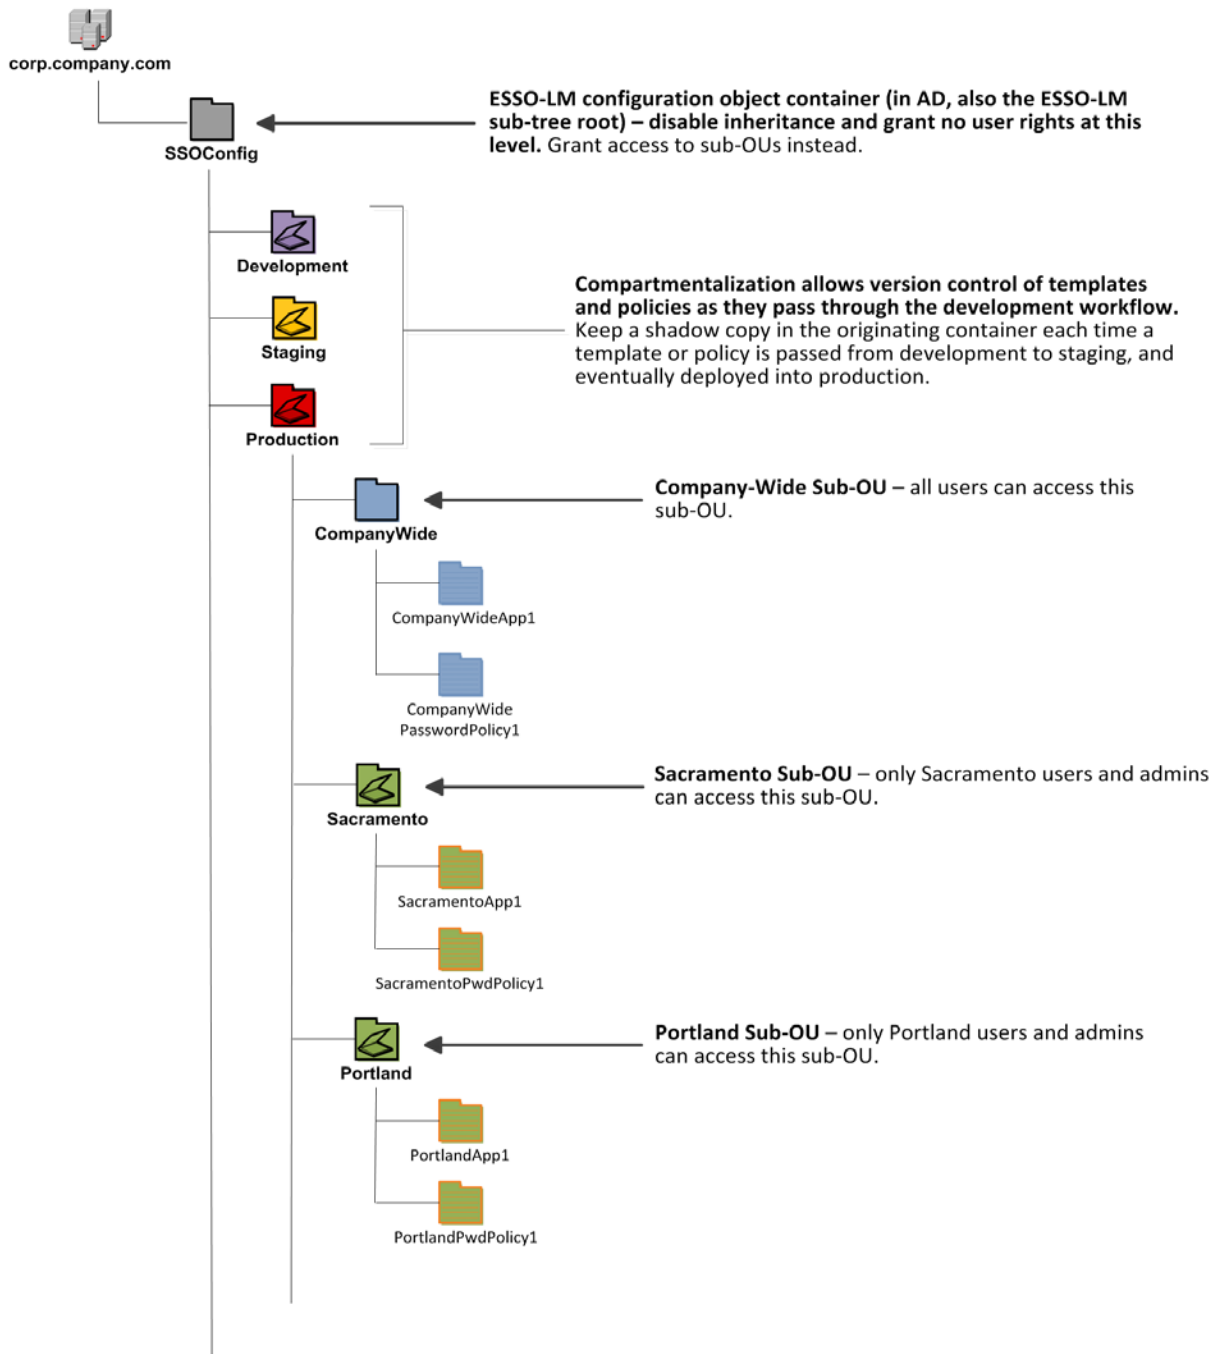 corp.company.com
ESSO-LM configuration object container (in AD, also the ESSO-LM
sub-tree root) – disable inheritance and grant no user rights at this
level. Grant access to sub-OUs instead.
SSOConfig
Development
Compartmentalization allows version control of templates
and policies as they pass through the development workflow.
Keep a shadow copy in the originating container each time a
template or policy is passed from development to staging, and
eventually deployed into production.
Staging
Production
Company-Wide Sub-OU – all users can access this
sub-OU.
CompanyWide
CompanyWideApp1
CompanyWide
PasswordPolicy1
Sacramento Sub-OU – only Sacramento users and admins
can access this sub-OU.
Sacramento
SacramentoApp1
SacramentoPwdPolicy1
Portland Sub-OU – only Portland users and admins
can access this sub-OU.
Portland
PortlandApp1
PortlandPwdPolicy1